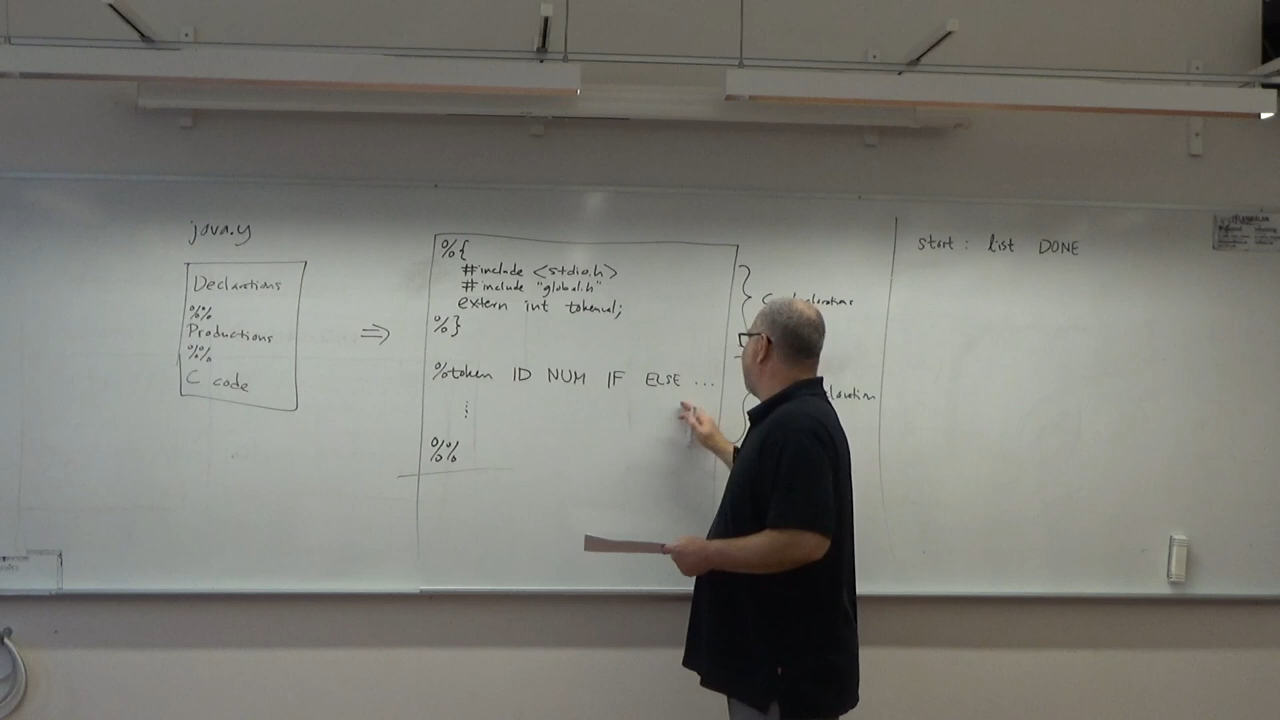 java.y
Declarations
%%
Productions
%%
C code
⇒
%{
#include <stdio.h>
#include "global.h"
extern int tokenval;
%}
%token ID NUM IF ELSE ...
⋮
%%
C
start : list DONE